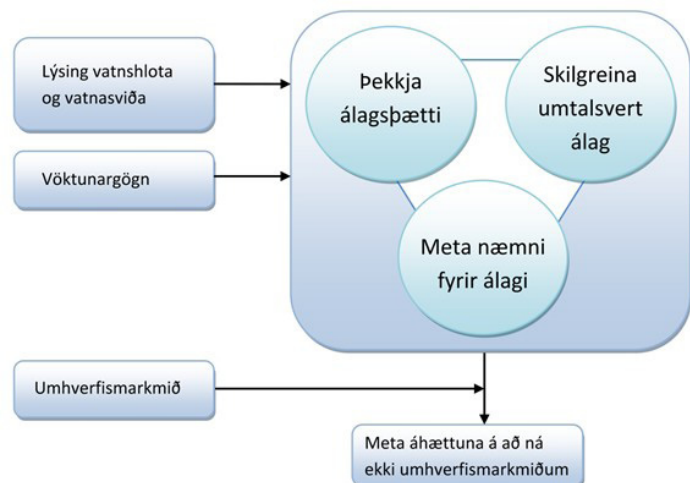 Lýsing vatnshlota
og vatnasviða
Þekkja
álagsþætti
Skilgreina
umtalsvert
álag
Vöktunargögn
Meta næmni
fyrir álagi
Umhverfismarkmið
Meta áhættuna á að ná
ekki umhverfismarkmiðum